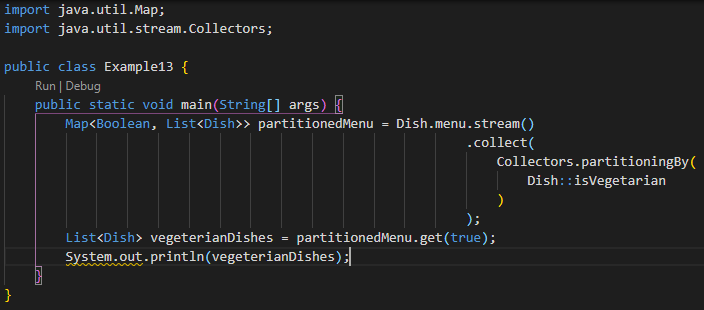 import java.util.Map;
import java.util.stream.Collectors;
public class Example13 {
Run | Debug
public static void main(String[] args) {
Map<Boolean, List<Dish>> partitionedMenu = Dish.menu.stream()
.collect(
Collectors.partitioningBy(
Dish::isVegetarian
)
);
List<Dish> vegeterianDishes = partitionedMenu.get(true);
System.out.println(vegeterianDishes);
}
}